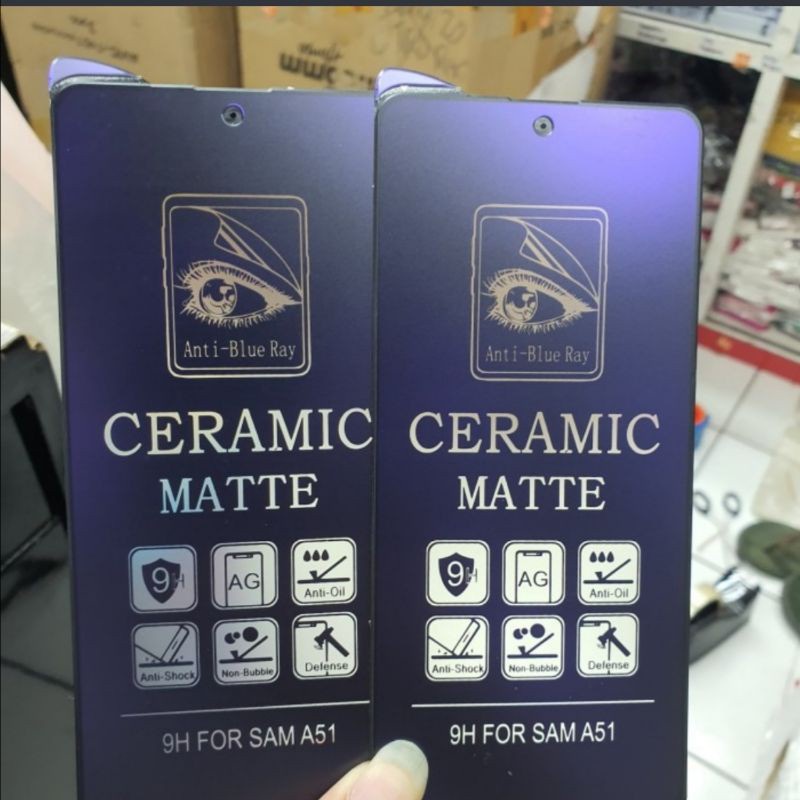 Anti-Blue Ray
CERAMIC
MATTE
9H
AG
Anti-Oil
Anti-Shock
Non-Bubble
Defense
9H FOR SAM A51
Anti-Blue Ray
CERAMIC
MATTE
9H
AG
Anti-Oil
Anti-Shock
Non-Bubble
Defense
9H FOR SAM A51